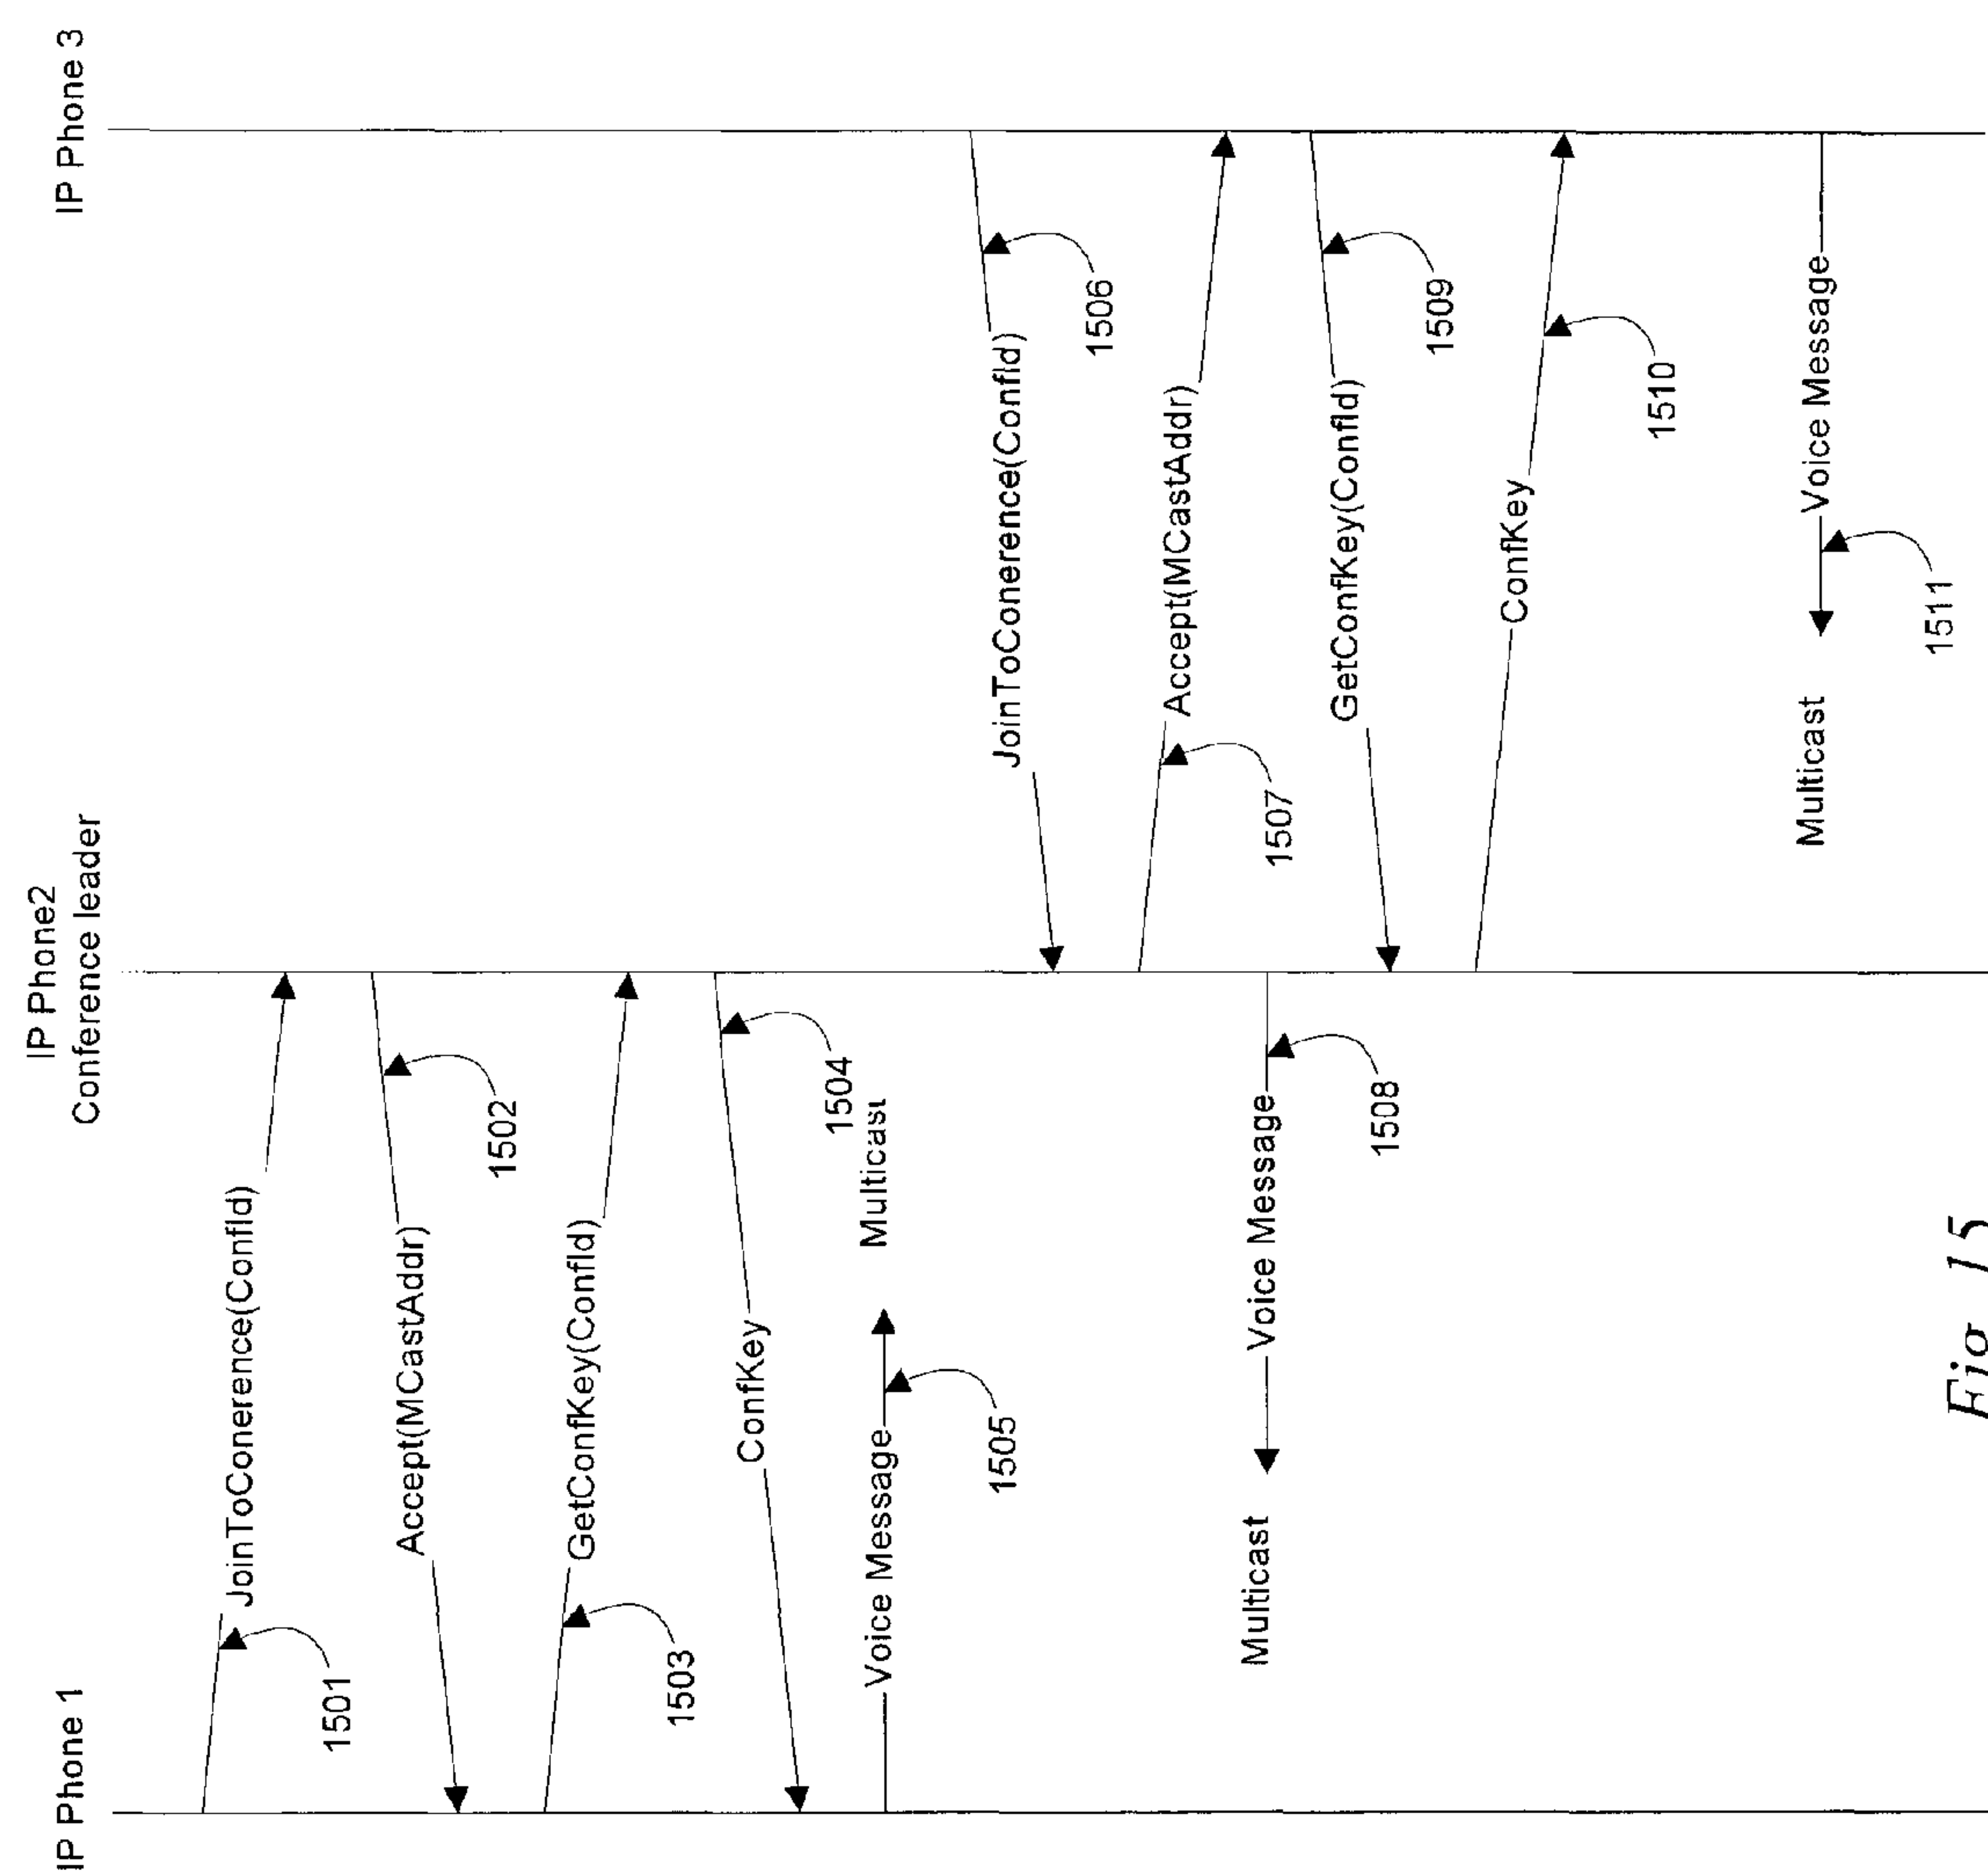 IP Phone 1
IP Phone2
Conference leader
IP Phone 3
JoinToConerence(ConfId)
1501
Accept(MCastAddr)
1502
GetConfKey(ConfId)
1503
ConfKey
1504
Voice Message
Multicast
1505
JoinToConerence(ConfId)
1506
Accept(MCastAddr)
1507
Multicast
Voice Message
1508
GetConfKey(ConfId)
1509
ConfKey
1510
Multicast
Voice Message
1511
Fig. 15